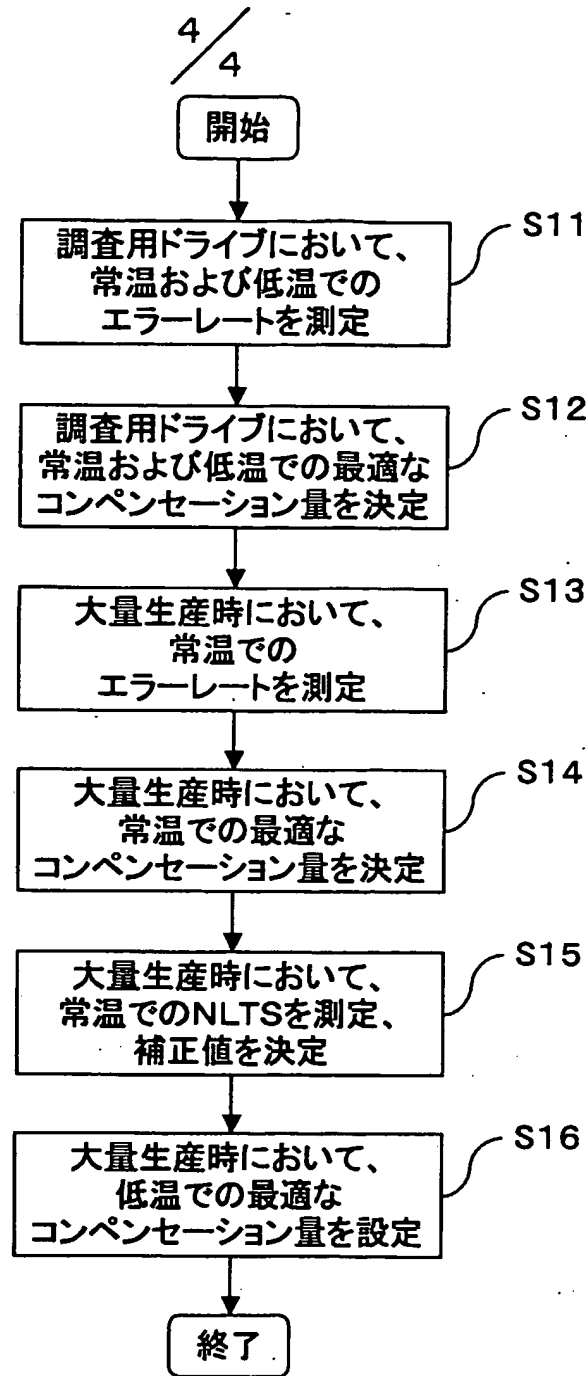 4/4
開始
S11
調査用ドライブにおいて、
常温および低温での
エラーレートを測定
S12
調査用ドライブにおいて、
常温および低温での最適な
コンペンセーション量を決定
S13
大量生産時において、
常温での
エラーレートを測定
S14
大量生産時において、
常温での最適な
コンペンセーション量を決定
S15
大量生産時において、
常温でのNLTSを測定、
補正値を決定
S16
大量生産時において、
低温での最適な
コンペンセーション量を設定
終了